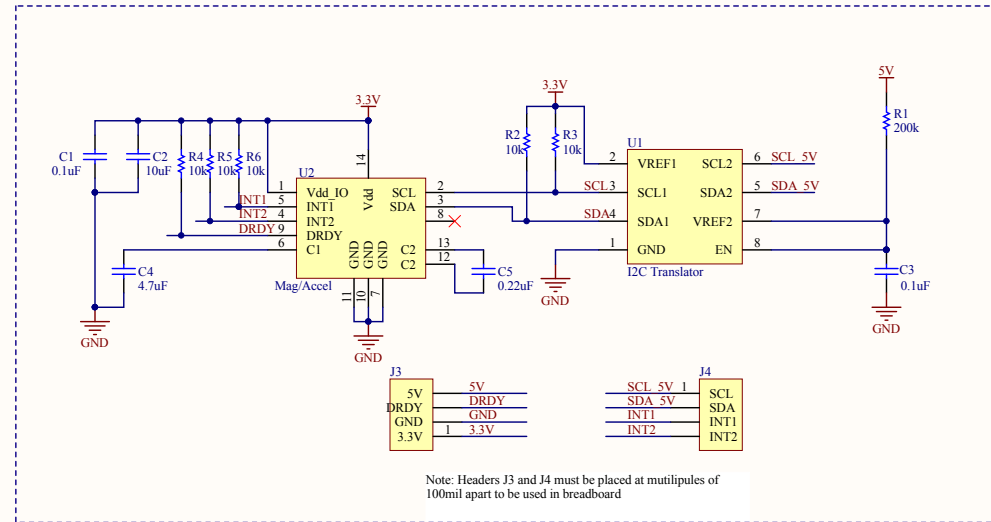 5V
3.3V
3.3V
R1
200k
C1
0.1uF
C2
10uF
R4
10k
R5
10k
R6
10k
R2
10k
R3
10k
U2
14
1
Vdd_IO
Vdd
SCL
2
INT1
5
INT1
SDA
3
INT2
4
INT2
8
DRDY
9
DRDY
6
C1
GND
GND
GND
C2
13
C2
12
11
10
7
Mag/Accel
C4
4.7uF
C5
0.22uF
GND
GND
U1
2
VREF1
SCL2
6
SCL_5V
SCL
3
SCL1
SDA2
5
SDA_5V
SDA
4
SDA1
VREF2
7
1
GND
EN
8
I2C Translator
GND
C3
0.1uF
GND
J3
5V
5V
DRDY
DRDY
GND
GND
3.3V
1
3.3V
J4
SCL_5V
1
SCL
SDA_5V
SDA
INT1
INT1
INT2
INT2
Note: Headers J3 and J4 must be placed at mutilipules of
100mil apart to be used in breadboard